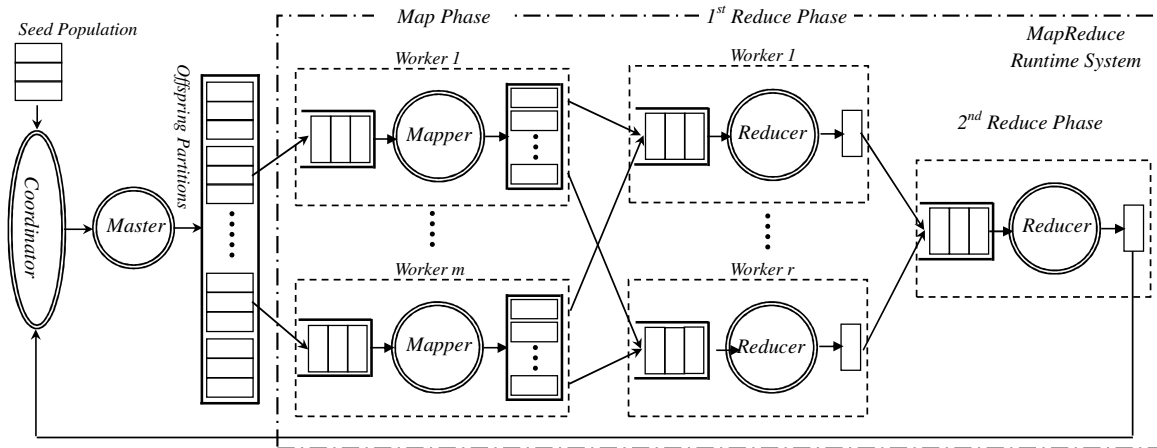 Seed Population
Coordinator
Master
Offspring Partitions
Map Phase
1st Reduce Phase
MapReduce
Runtime System
Worker 1
Mapper
Worker m
Mapper
Worker 1
Reducer
Worker r
Reducer
2nd Reduce Phase
Reducer